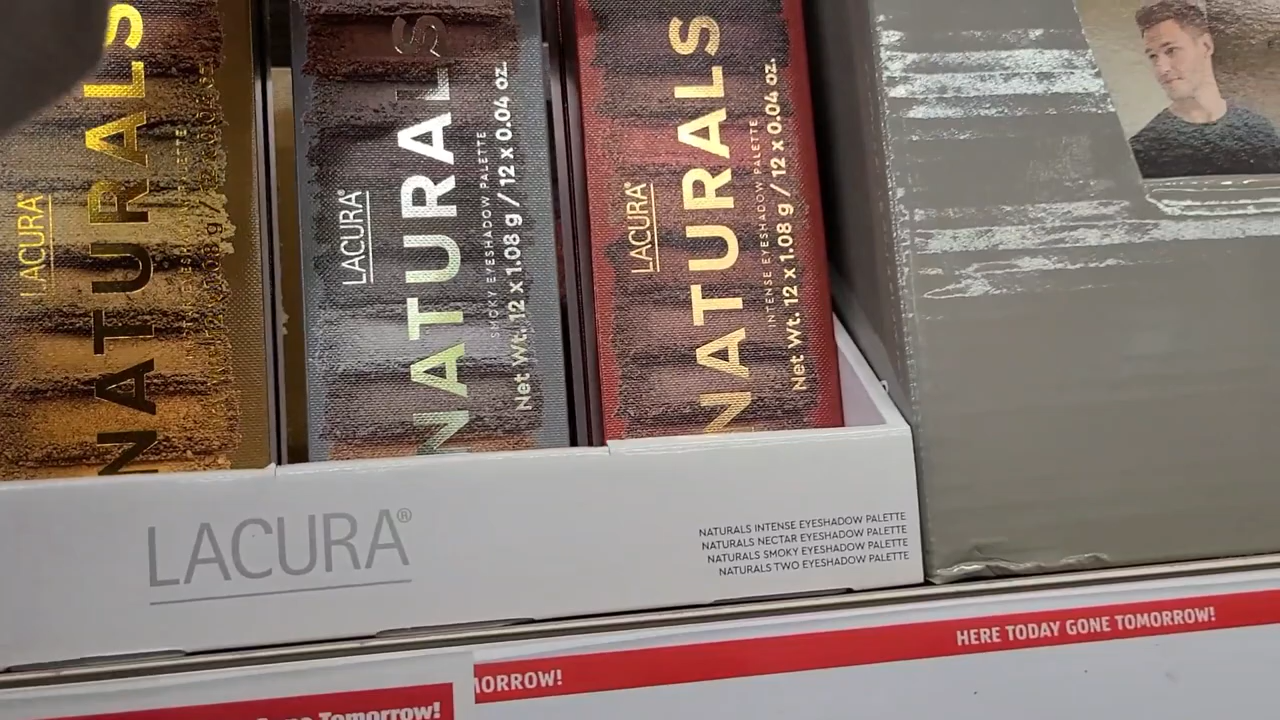 LACURA
NATURALS
LACURA®
NATURALS
SMOKY EYESHADOW PALETTE
Net Wt. 12 x 1.08 g / 12 x 0.04 oz.
LACURA®
NATURALS
INTENSE EYESHADOW PALETTE
Net Wt. 12 x 1.08 g / 12 x 0.04 oz.
LACURA®
NATURALS INTENSE EYESHADOW PALETTE
NATURALS NECTAR EYESHADOW PALETTE
NATURALS SMOKY EYESHADOW PALETTE
NATURALS TWO EYESHADOW PALETTE
HERE TODAY GONE TOMORROW!
MORROW!
Tomorrow!